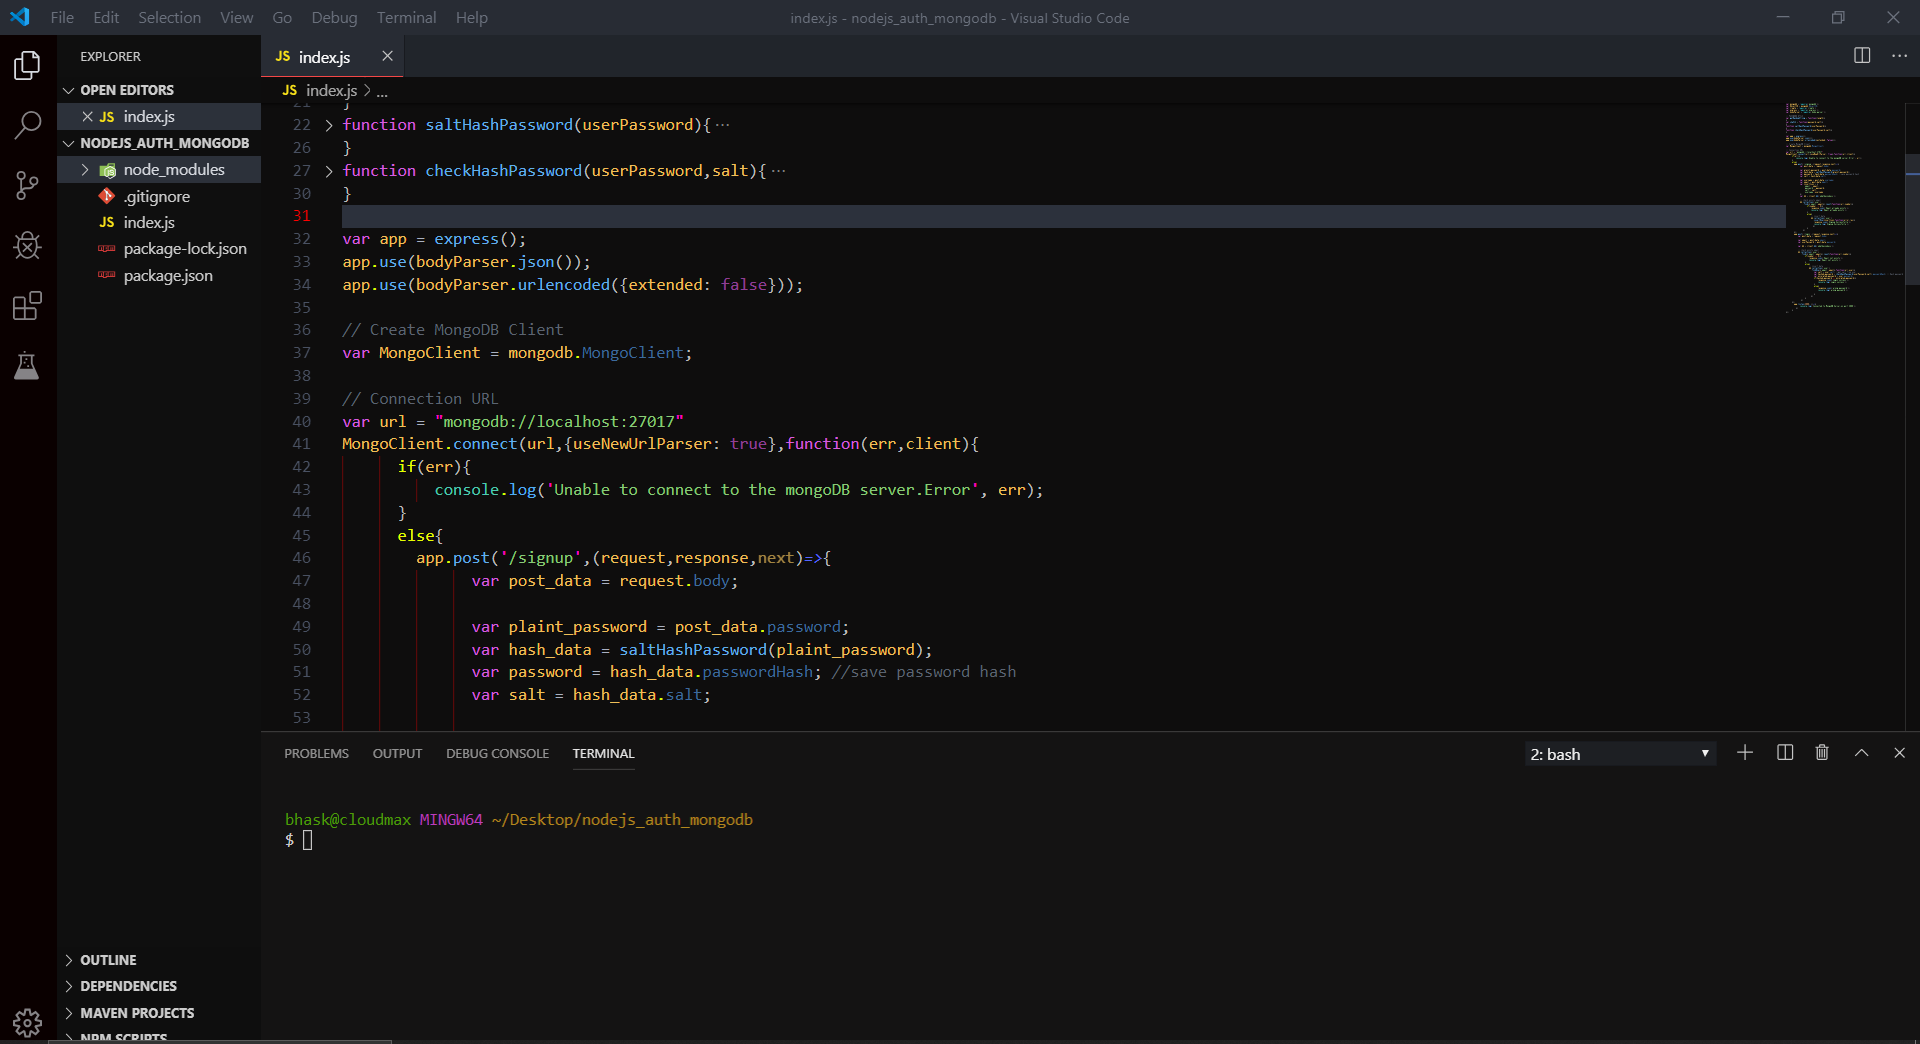 File Edit Selection View Go Debug Terminal Help
index.js - nodejs_auth_mongodb - Visual Studio Code
EXPLORER
OPEN EDITORS
JS index.js
NODEJS_AUTH_MONGODB
node_modules
.gitignore
JS index.js
package-lock.json
package.json
OUTLINE
DEPENDENCIES
MAVEN PROJECTS
NPM SCRIPTS
JS index.js
JS index.js > ...
21 }
22 > function saltHashPassword(userPassword){ ...
26 }
27 > function checkHashPassword(userPassword,salt){ ...
30 }
31
32 var app = express();
33 app.use(bodyParser.json());
34 app.use(bodyParser.urlencoded({extended: false}));
35
36 // Create MongoDB Client
37 var MongoClient = mongodb.MongoClient;
38
39 // Connection URL
40 var url = "mongodb://localhost:27017"
41 MongoClient.connect(url,{useNewUrlParser: true},function(err,client){
42 if(err){
43 console.log('Unable to connect to the mongoDB server.Error', err);
44 }
45 else{
46 app.post('/signup',(request,response,next)=>{
47 var post_data = request.body;
48
49 var plaint_password = post_data.password;
50 var hash_data = saltHashPassword(plaint_password);
51 var password = hash_data.passwordHash; //save password hash
52 var salt = hash_data.salt;
53
PROBLEMS OUTPUT DEBUG CONSOLE TERMINAL
2: bash
bhask@cloudmax MINGW64 ~/Desktop/nodejs_auth_mongodb
$